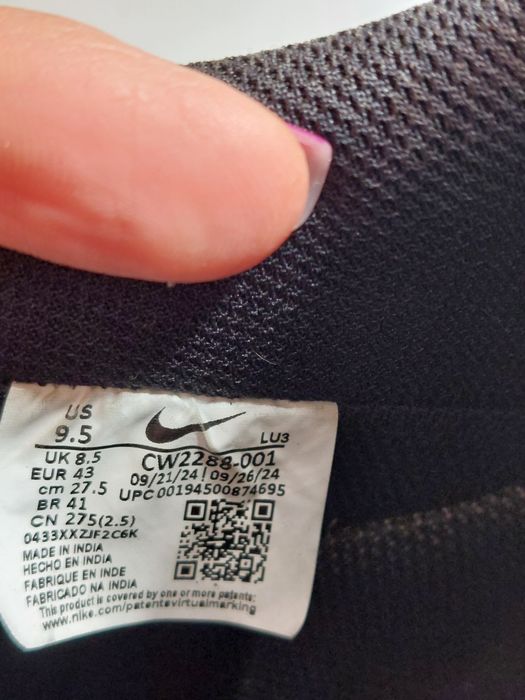 US
9.5
LU3
UK 8.5
CW2288-001
EUR 43
09/21/24 09/26/24
cm 27.5
UPC 00194500874695
BR 41
CN 275(2.5)
0433XXZJF2C6K
MADE IN INDIA
HECHO EN INDIA
FABRIQUE EN INDE
FABRICADO NA INDIA
This product is covered by one or more patents:
www.nike.com/patentsvirtualmarking